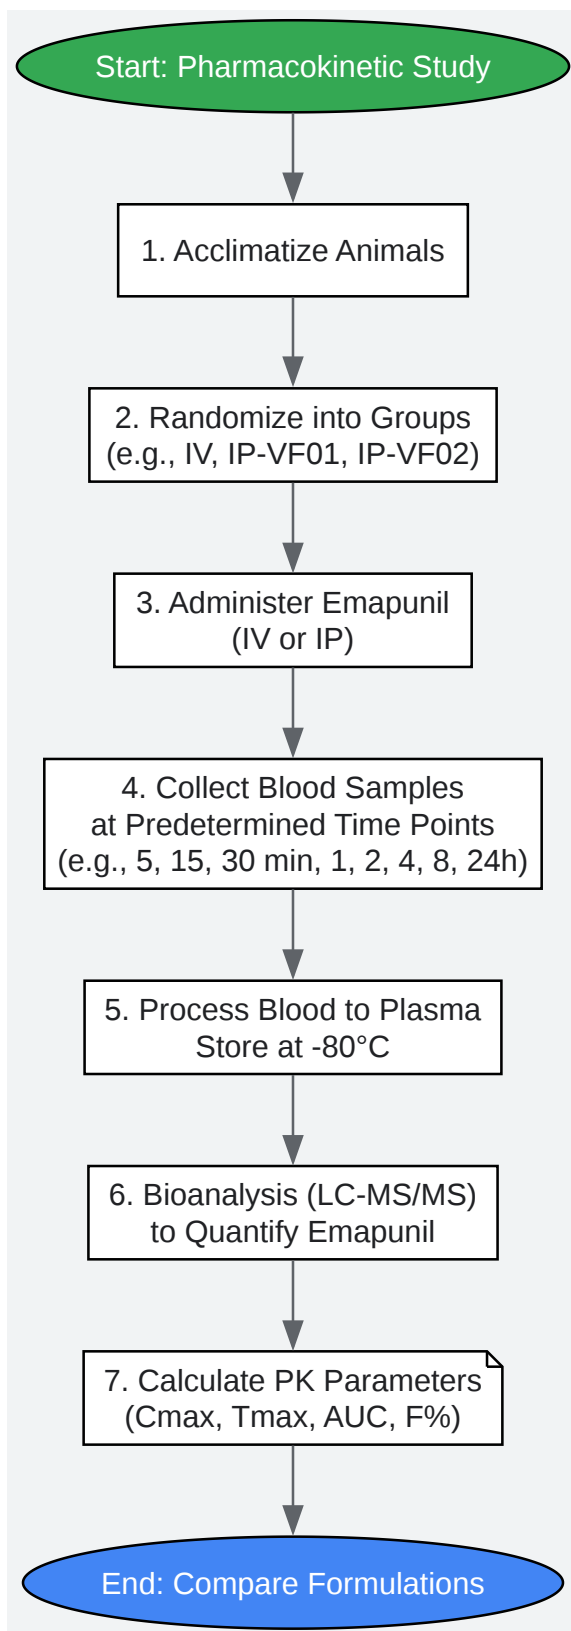 Start: Pharmacokinetic Study
1. Acclimatize Animals
2. Randomize into Groups
(e.g., IV, IP-VF01, IP-VF02)
3. Administer Emapunil
(IV or IP)
4. Collect Blood Samples
at Predetermined Time Points
(e.g., 5, 15, 30 min, 1, 2, 4, 8, 24h)
5. Process Blood to Plasma
Store at -80°C
6. Bioanalysis (LC-MS/MS)
to Quantify Emapunil
7. Calculate PK Parameters
(Cmax, Tmax, AUC, F%)
End: Compare Formulations